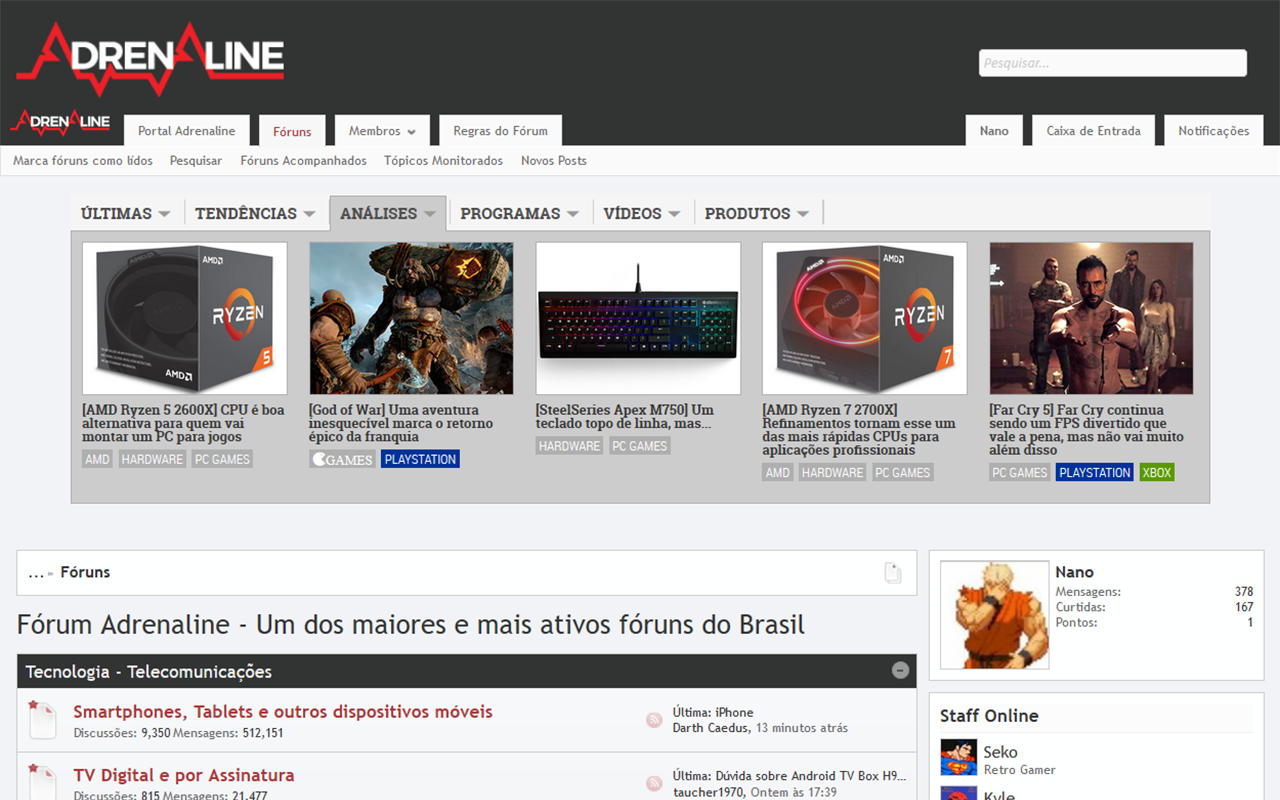 ADRENALINE
Pesquisar...
ADRENALINE
Portal Adrenaline
Fóruns
Membros
Regras do Fórum
Nano
Caixa de Entrada
Notificações
Marca fóruns como lídos
Pesquisar
Fóruns Acompanhados
Tópicos Monitorados
Novos Posts
ÚLTIMAS
TENDÊNCIAS
ANÁLISES
PROGRAMAS
VÍDEOS
PRODUTOS
AMD
RYZEN
5
AMD
AMD
RYZEN
7
[AMD Ryzen 5 2600X] CPU é boa
alternativa para quem vai
montar um PC para jogos
AMD
HARDWARE
PC GAMES
[God of War] Uma aventura
inesquecível marca o retorno
épico da franquia
GAMES
PLAYSTATION
[SteelSeries Apex M750] Um
teclado topo de linha, mas...
HARDWARE
PC GAMES
[AMD Ryzen 7 2700X]
Refinamentos tornam esse um
das mais rápidas CPUs para
aplicações profissionais
AMD
HARDWARE
PC GAMES
[Far Cry 5] Far Cry continua
sendo um FPS divertido que
vale a pena, mas não vai muito
além disso
PC GAMES
PLAYSTATION
XBOX
... Fóruns
Fórum Adrenaline - Um dos maiores e mais ativos fóruns do Brasil
Tecnologia - Telecomunicações
Smartphones, Tablets e outros dispositivos móveis
Discussões: 9,350 Mensagens: 512,151
Última: iPhone
Darth Caedus, 13 minutos atrás
TV Digital e por Assinatura
Discussões: 815 Mensagens: 21,477
Última: Dúvida sobre Android TV Box H9...
taucher1970, Ontem às 17:39
Nano
Mensagens: 378
Curtidas: 167
Pontos: 1
Staff Online
Seko
Retro Gamer
Kyle